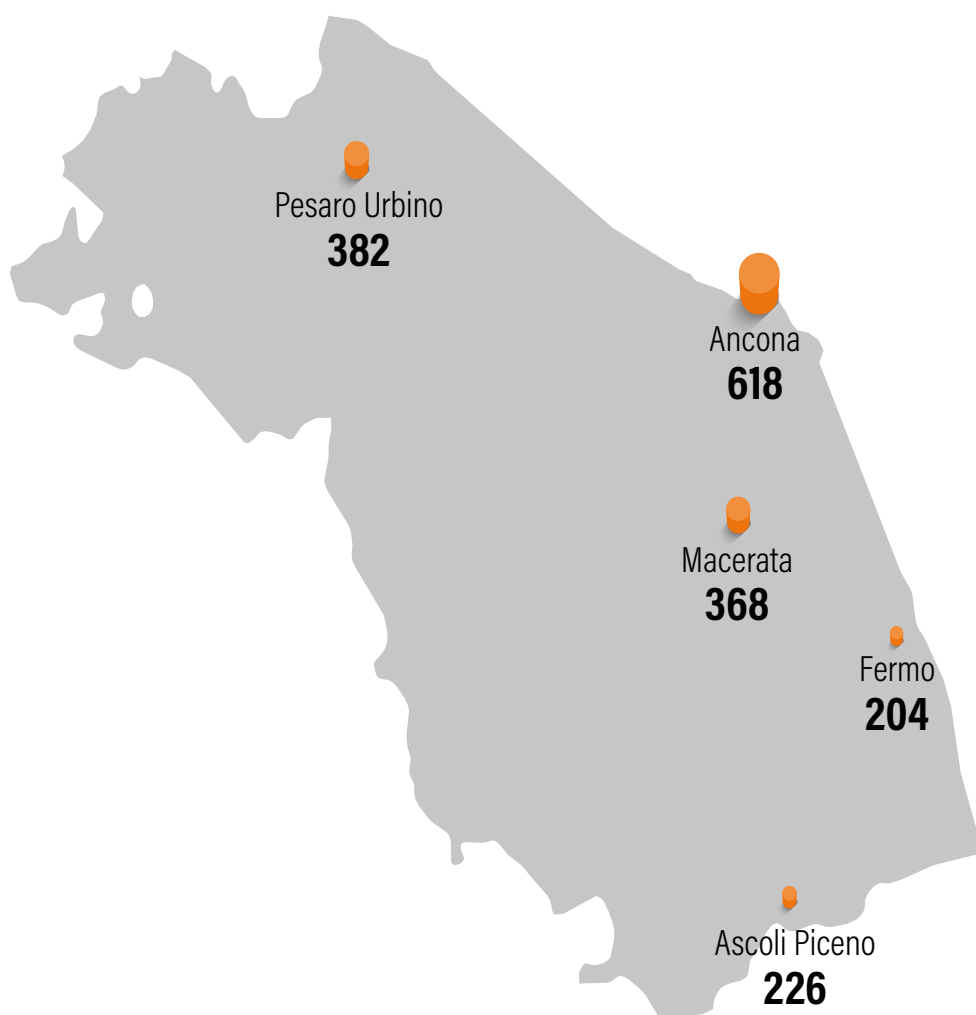 Pesaro Urbino
382
Ancona
618
Macerata
368
Fermo
204
Ascoli Piceno
226